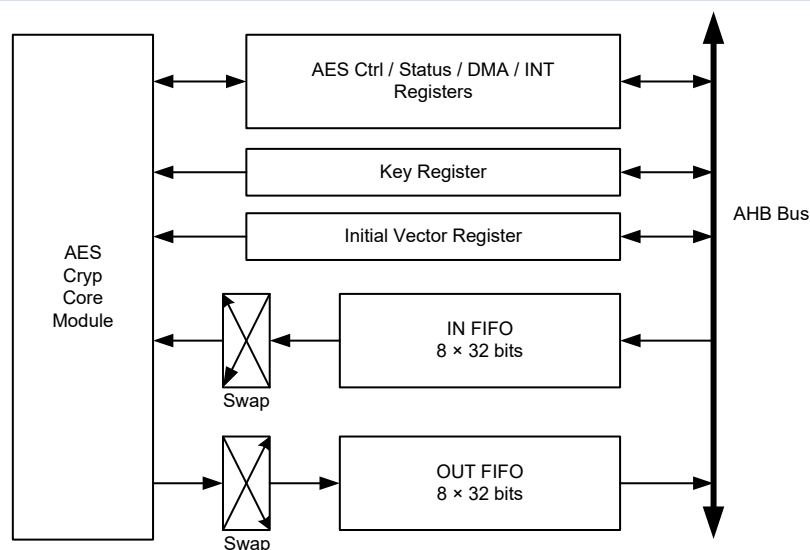 AES Ctrl / Status / DMA / INT
Registers
Key Register
AHB Bus
Initial Vector Register
AES
Cryp
Core
Module
IN FIFO
8 × 32 bits
Swap
OUT FIFO
8 × 32 bits
Swap